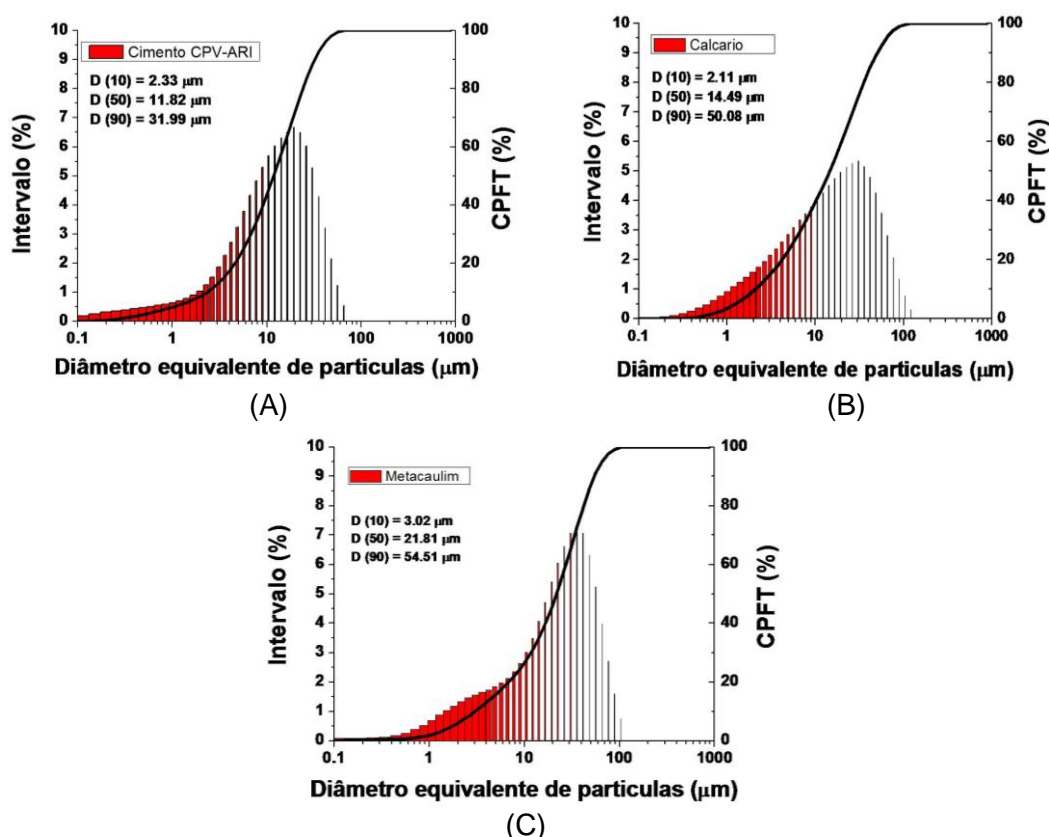 Cimento CPV-ARI
D (10) = 2.33 µm
D (50) = 11.82 µm
D (90) = 31.99 µm
Intervalo (%)
10
9
8
7
6
5
4
3
2
1
0
CPFT (%)
100
80
60
40
20
0
0.1 1 10 100 1000
Diâmetro equivalente de particulas (µm)
(A)
Calcario
D (10) = 2.11 µm
D (50) = 14.49 µm
D (90) = 50.08 µm
Intervalo (%)
10
9
8
7
6
5
4
3
2
1
0
CPFT (%)
100
80
60
40
20
0
0.1 1 10 100 1000
Diâmetro equivalente de particulas (µm)
(B)
Metacaulim
D (10) = 3.02 µm
D (50) = 21.81 µm
D (90) = 54.51 µm
Intervalo (%)
10
9
8
7
6
5
4
3
2
1
0
CPFT (%)
100
80
60
40
20
0
0.1 1 10 100 1000
Diâmetro equivalente de particulas (µm)
(C)